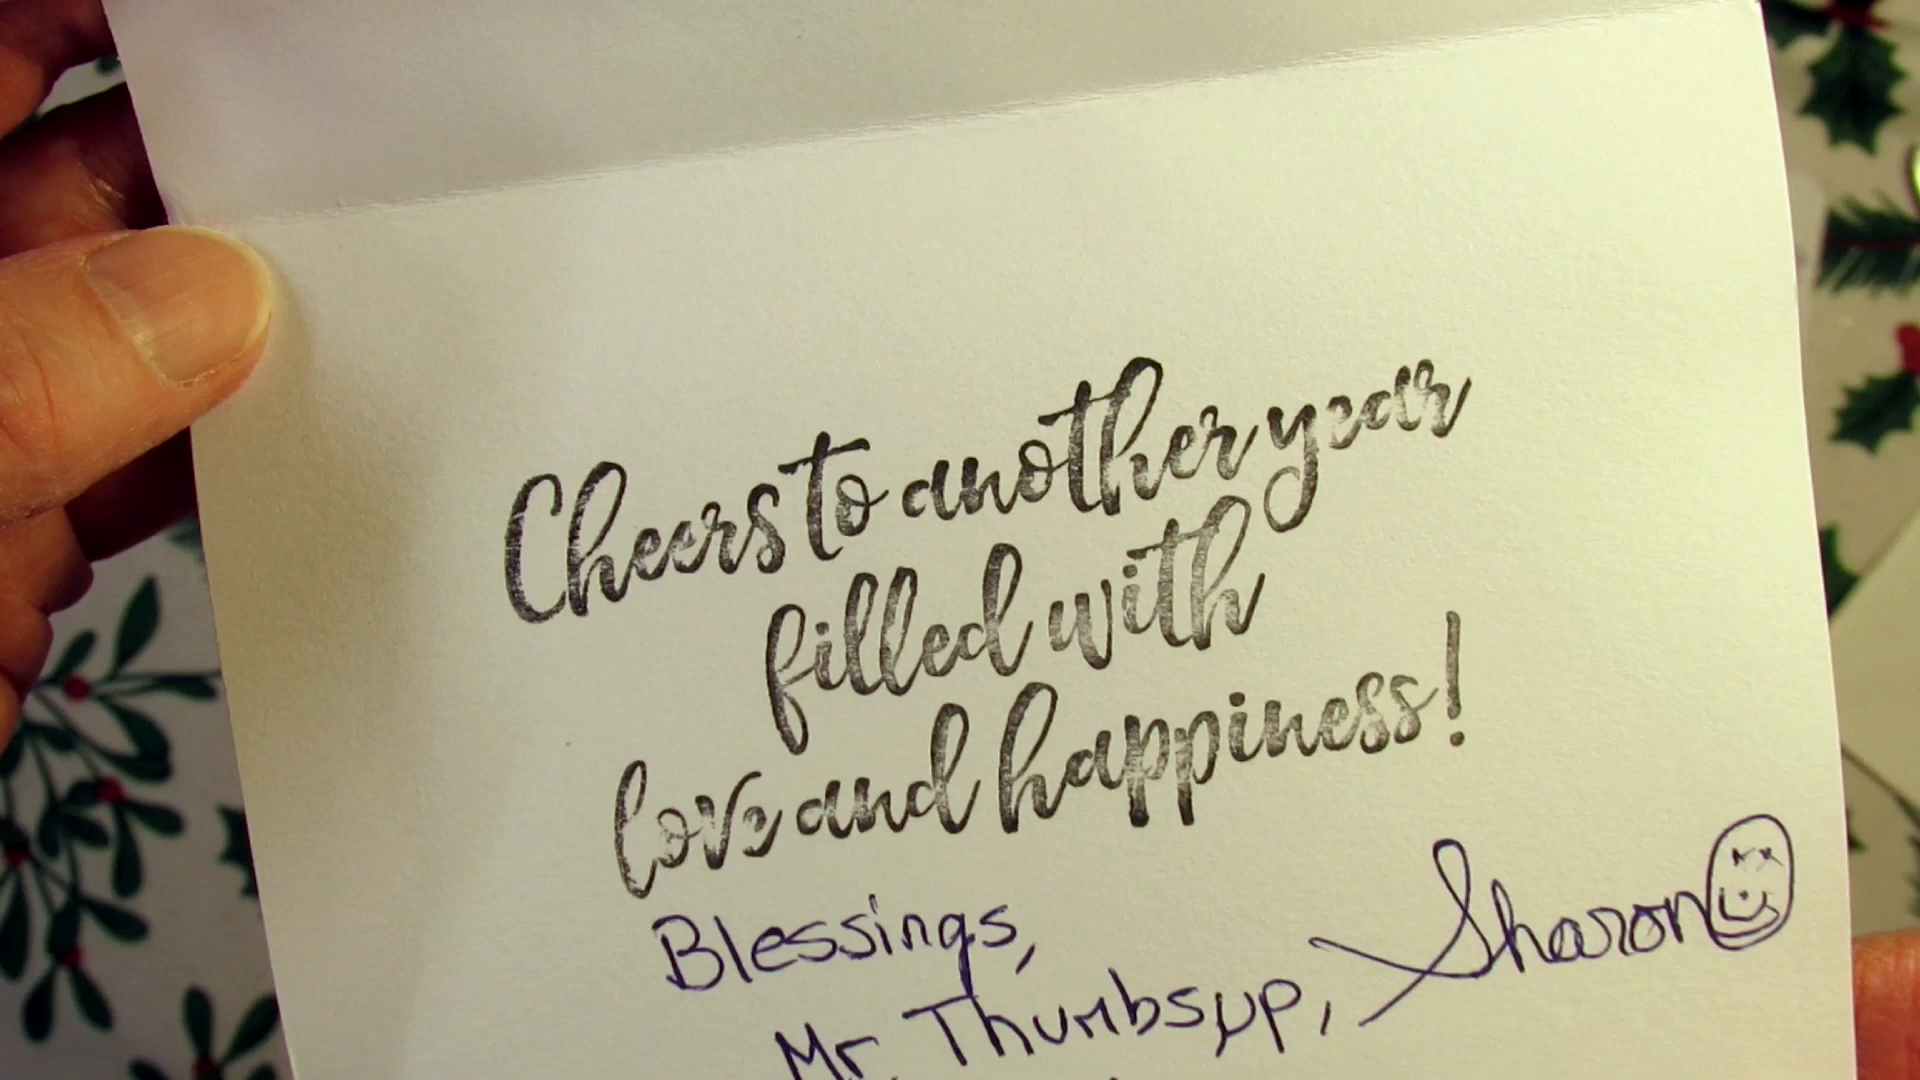 Cheers to another year
filled with
love and happiness!
Blessings,
Mr. Thumbsup, Sharon